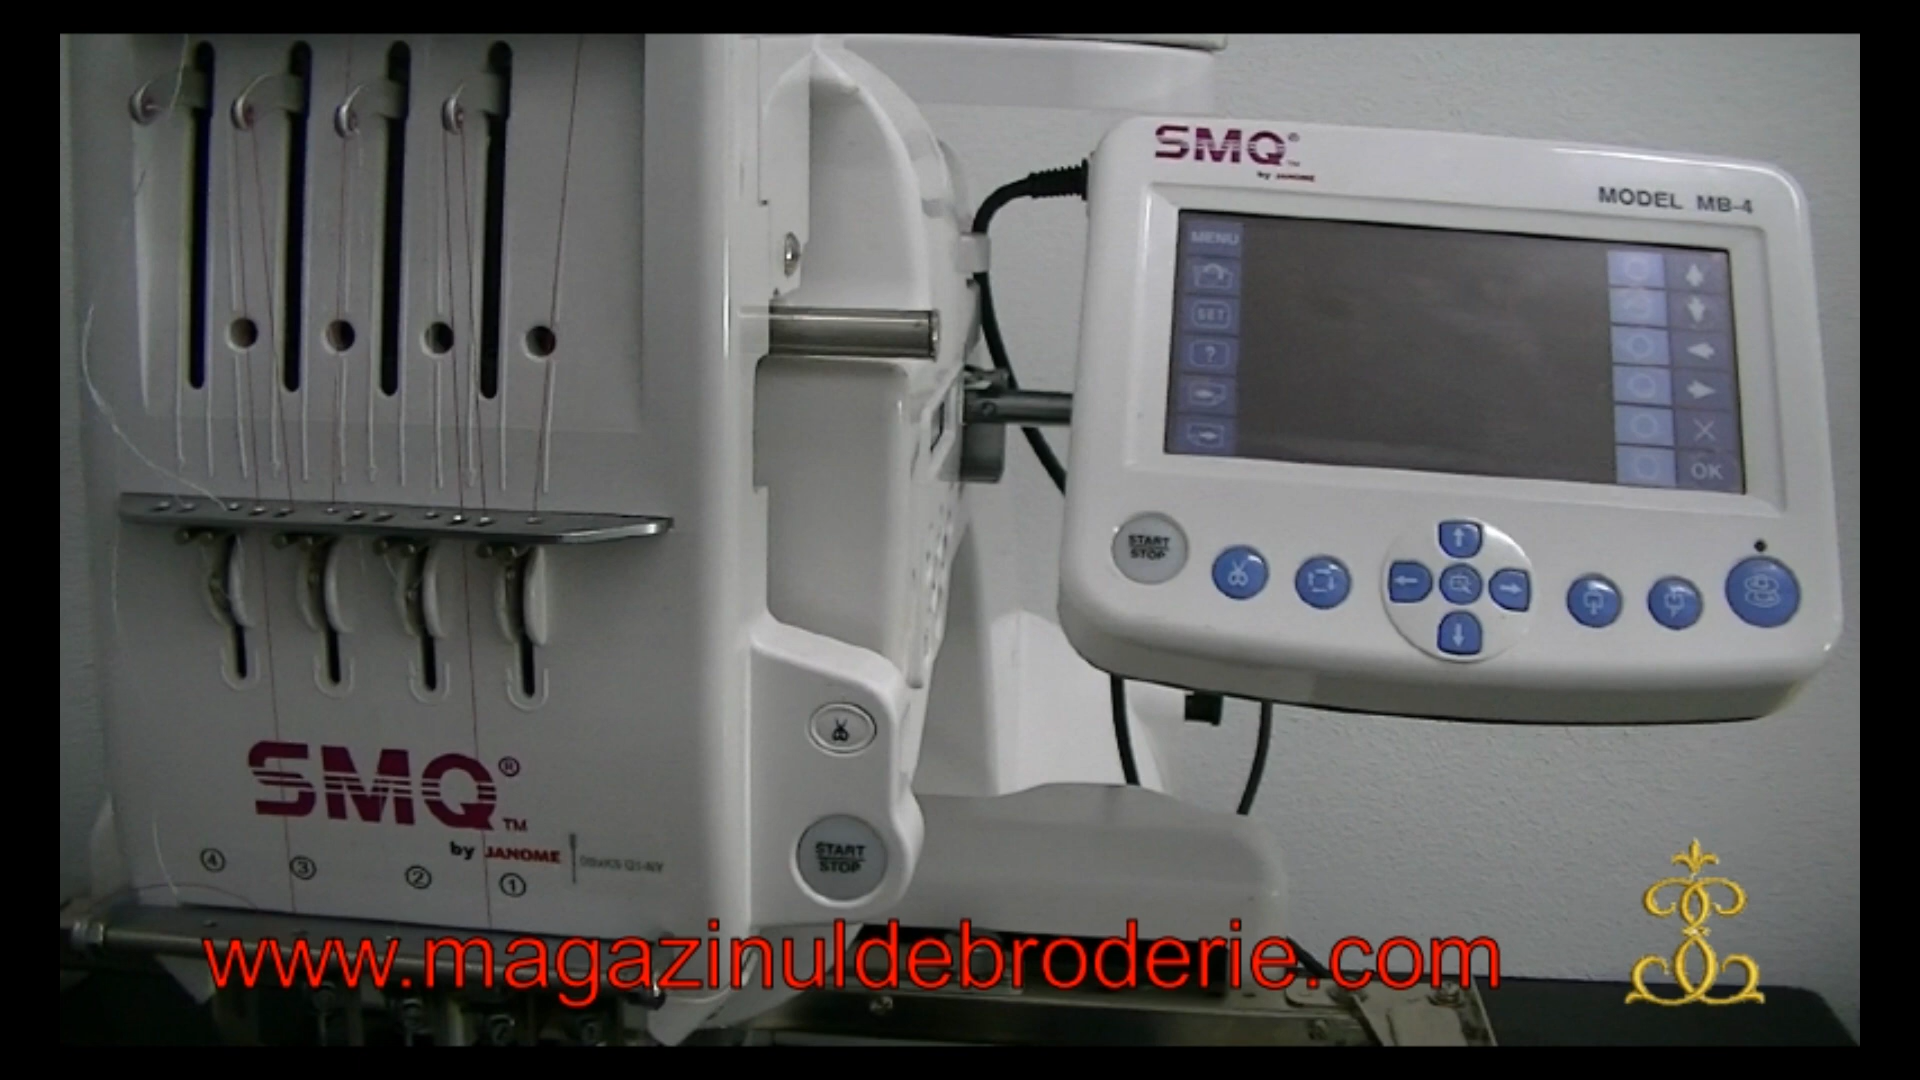 SMQ®
™
by JANOME
MODEL MB-4
MENU
SET
?
OK
START
STOP
SMQ®
TM
by JANOME
④ ③ ② ①
START
STOP
www.magazinuldebroderie.com